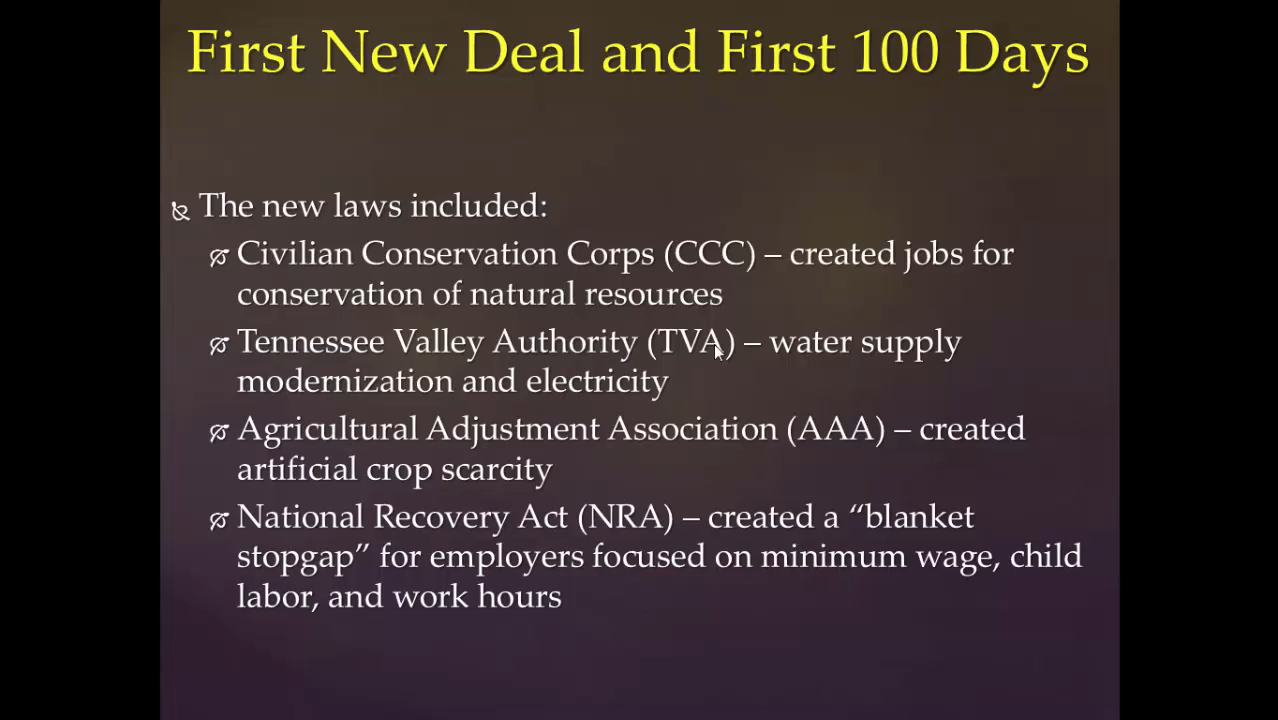 First New Deal and First 100 Days
The new laws included:
Civilian Conservation Corps (CCC) – created jobs for
conservation of natural resources
Tennessee Valley Authority (TVA) – water supply
modernization and electricity
Agricultural Adjustment Association (AAA) – created
artificial crop scarcity
National Recovery Act (NRA) – created a “blanket
stopgap” for employers focused on minimum wage, child
labor, and work hours